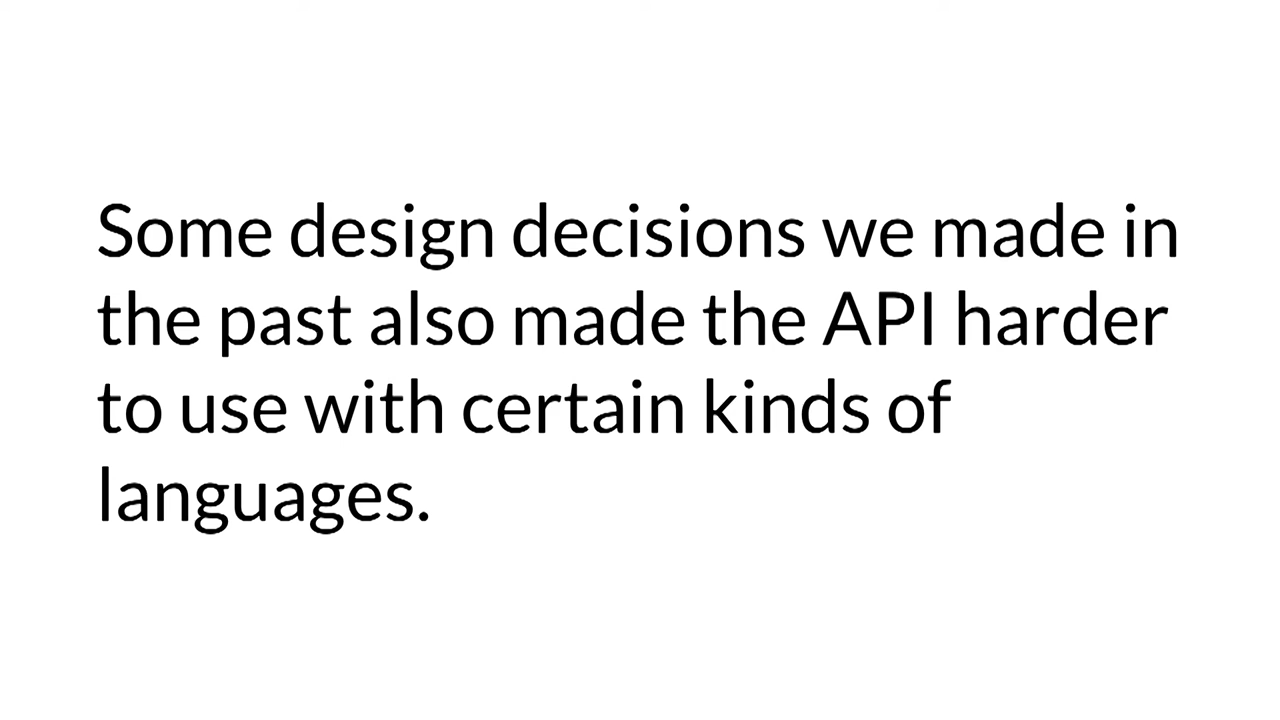 Some design decisions we made in
the past also made the API harder
to use with certain kinds of
languages.